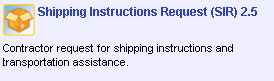 Shipping Instructions Request (SIR) 2.5
Contractor request for shipping instructions and
transportation assistance.